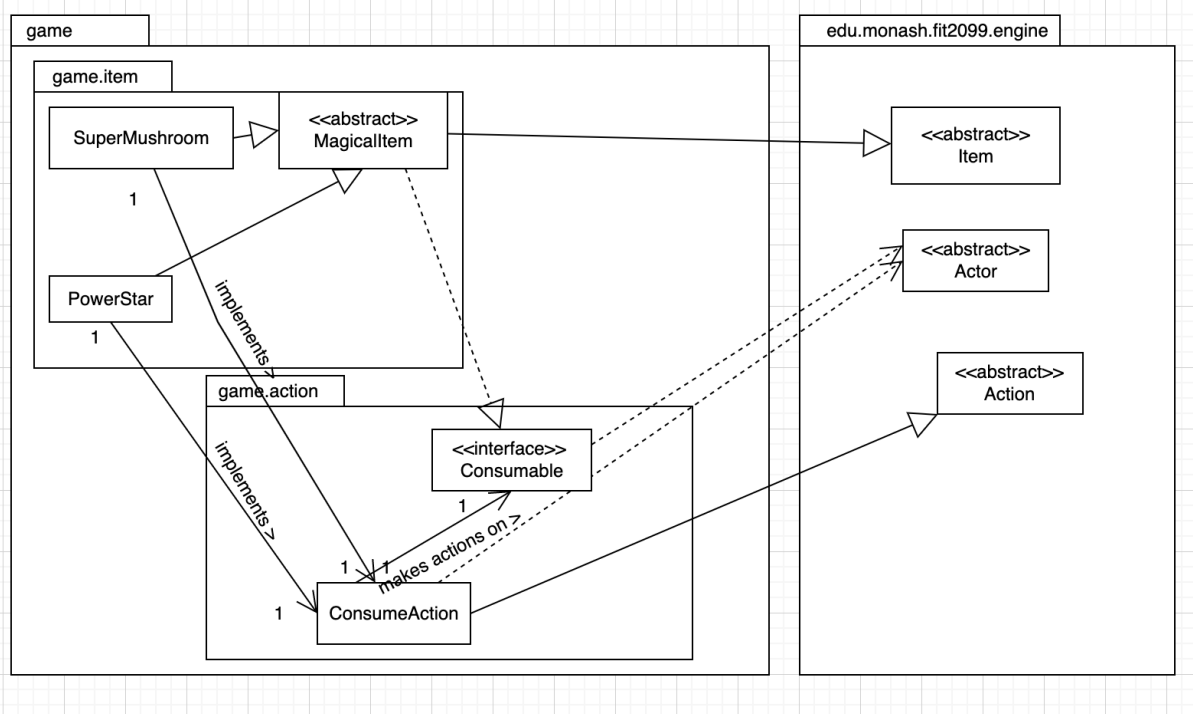 game
edu.monash.fit2099.engine
game.item
SuperMushroom
<<abstract>>
MagicalItem
<<abstract>>
Item
1
<<abstract>>
Actor
PowerStar
1
implements >
<<abstract>>
Action
game.action
<<interface>>
Consumable
implements >
1
makes actions on >
1
1
1
ConsumeAction